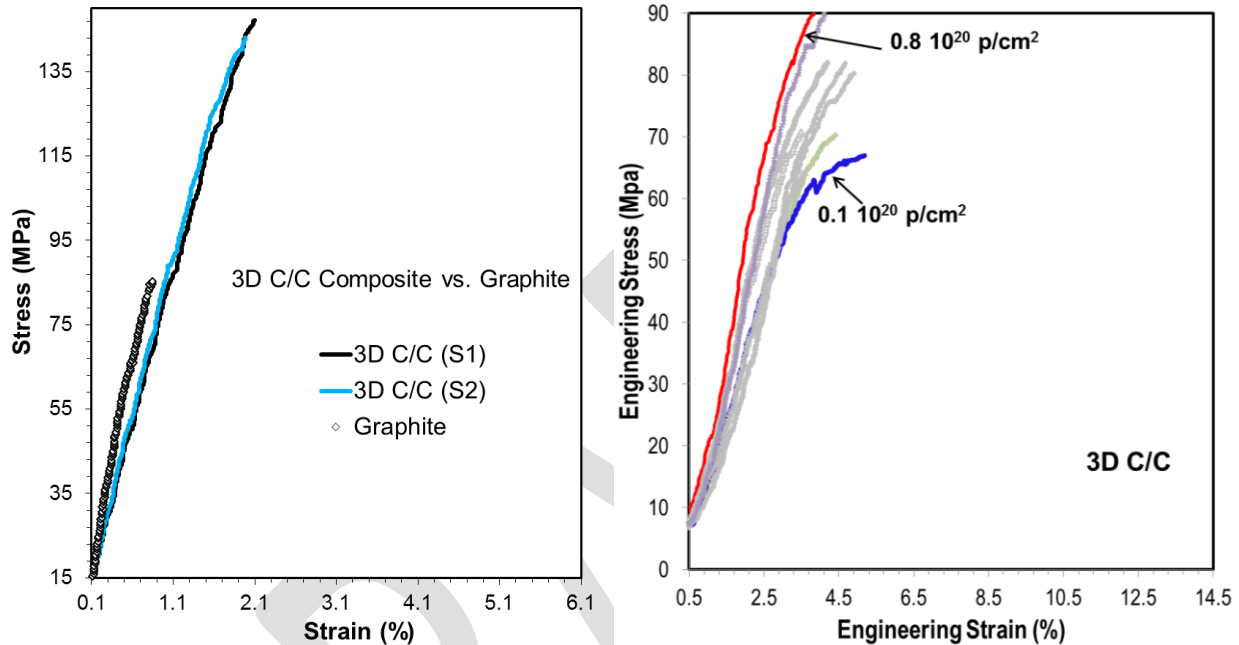 135
115
95
75
55
35
15
Stress (MPa)
3D C/C Composite vs. Graphite
3D C/C (S1)
3D C/C (S2)
Graphite
0.1 1.1 2.1 3.1 4.1 5.1 6.1
Strain (%)
90
80
70
60
50
40
30
20
10
0
Engineering Stress (Mpa)
0.8 10²⁰ p/cm²
0.1 10²⁰ p/cm²
3D C/C
0.5 2.5 4.5 6.5 8.5 10.5 12.5 14.5
Engineering Strain (%)